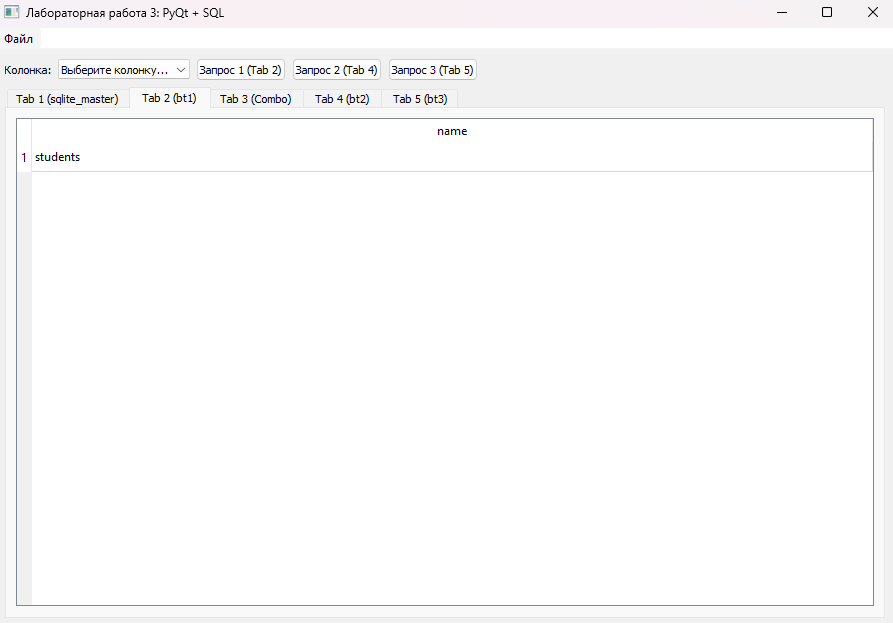 Лабораторная работа 3: PyQt + SQL
Файл
Колонка: Выберите колонку... Запрос 1 (Tab 2) Запрос 2 (Tab 4) Запрос 3 (Tab 5)
Tab 1 (sqlite_master) Tab 2 (bt1) Tab 3 (Combo) Tab 4 (bt2) Tab 5 (bt3)
name
1 students